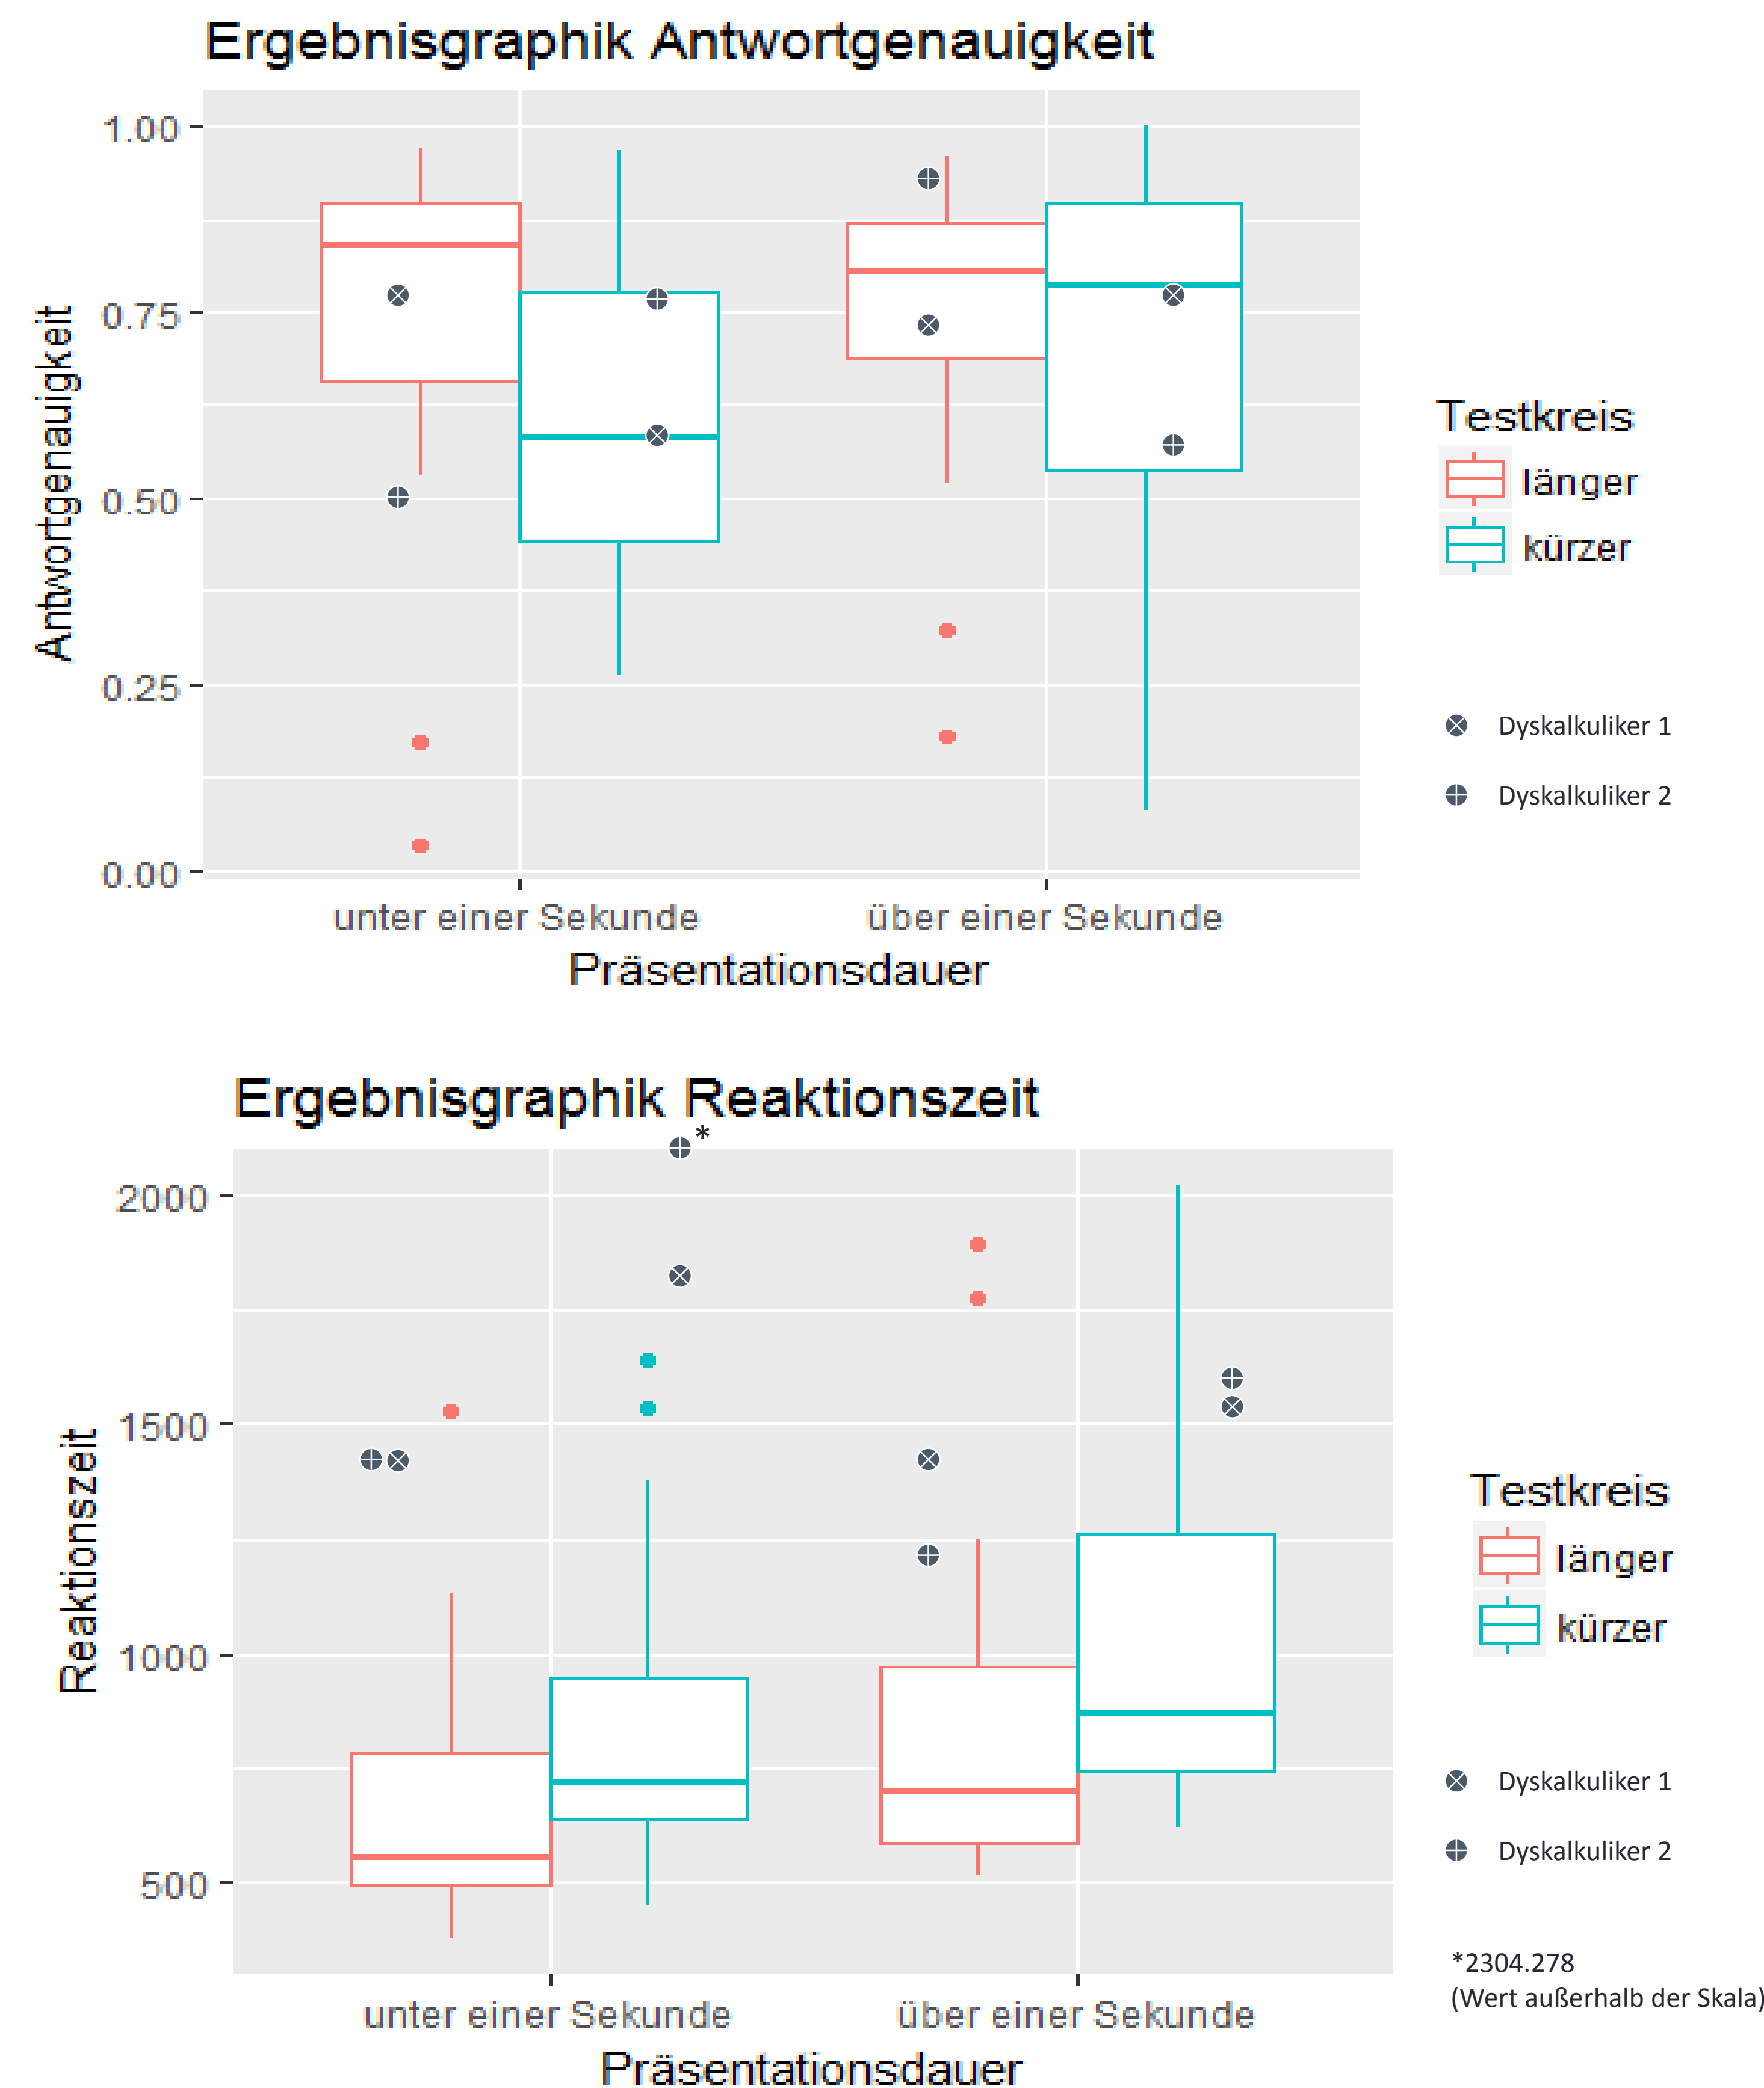 Ergebnisgraphik Antwortgenauigkeit
1.00
0.75
0.50
0.25
0.00
Antwortgenauigkeit
unter einer Sekunde
über einer Sekunde
Präsentationsdauer
Testkreis
länger
kürzer
Dyskalkuliker 1
Dyskalkuliker 2
Ergebnisgraphik Reaktionszeit
*
2000
1500
1000
500
Reaktionszeit
unter einer Sekunde
über einer Sekunde
Präsentationsdauer
Testkreis
länger
kürzer
Dyskalkuliker 1
Dyskalkuliker 2
*2304.278
(Wert außerhalb der Skala)